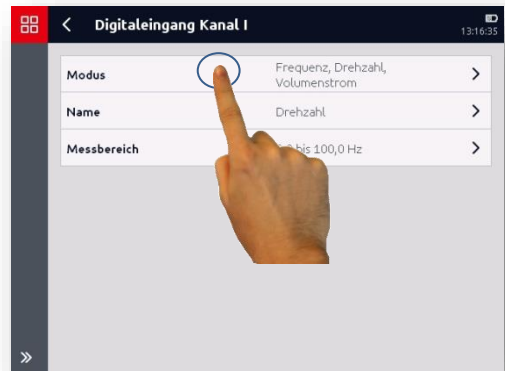 Digitaleingang Kanal I
13:16:35
Modus
Frequenz, Drehzahl,
Volumenstrom
Name
Drehzahl
Messbereich
bis 100,0 Hz